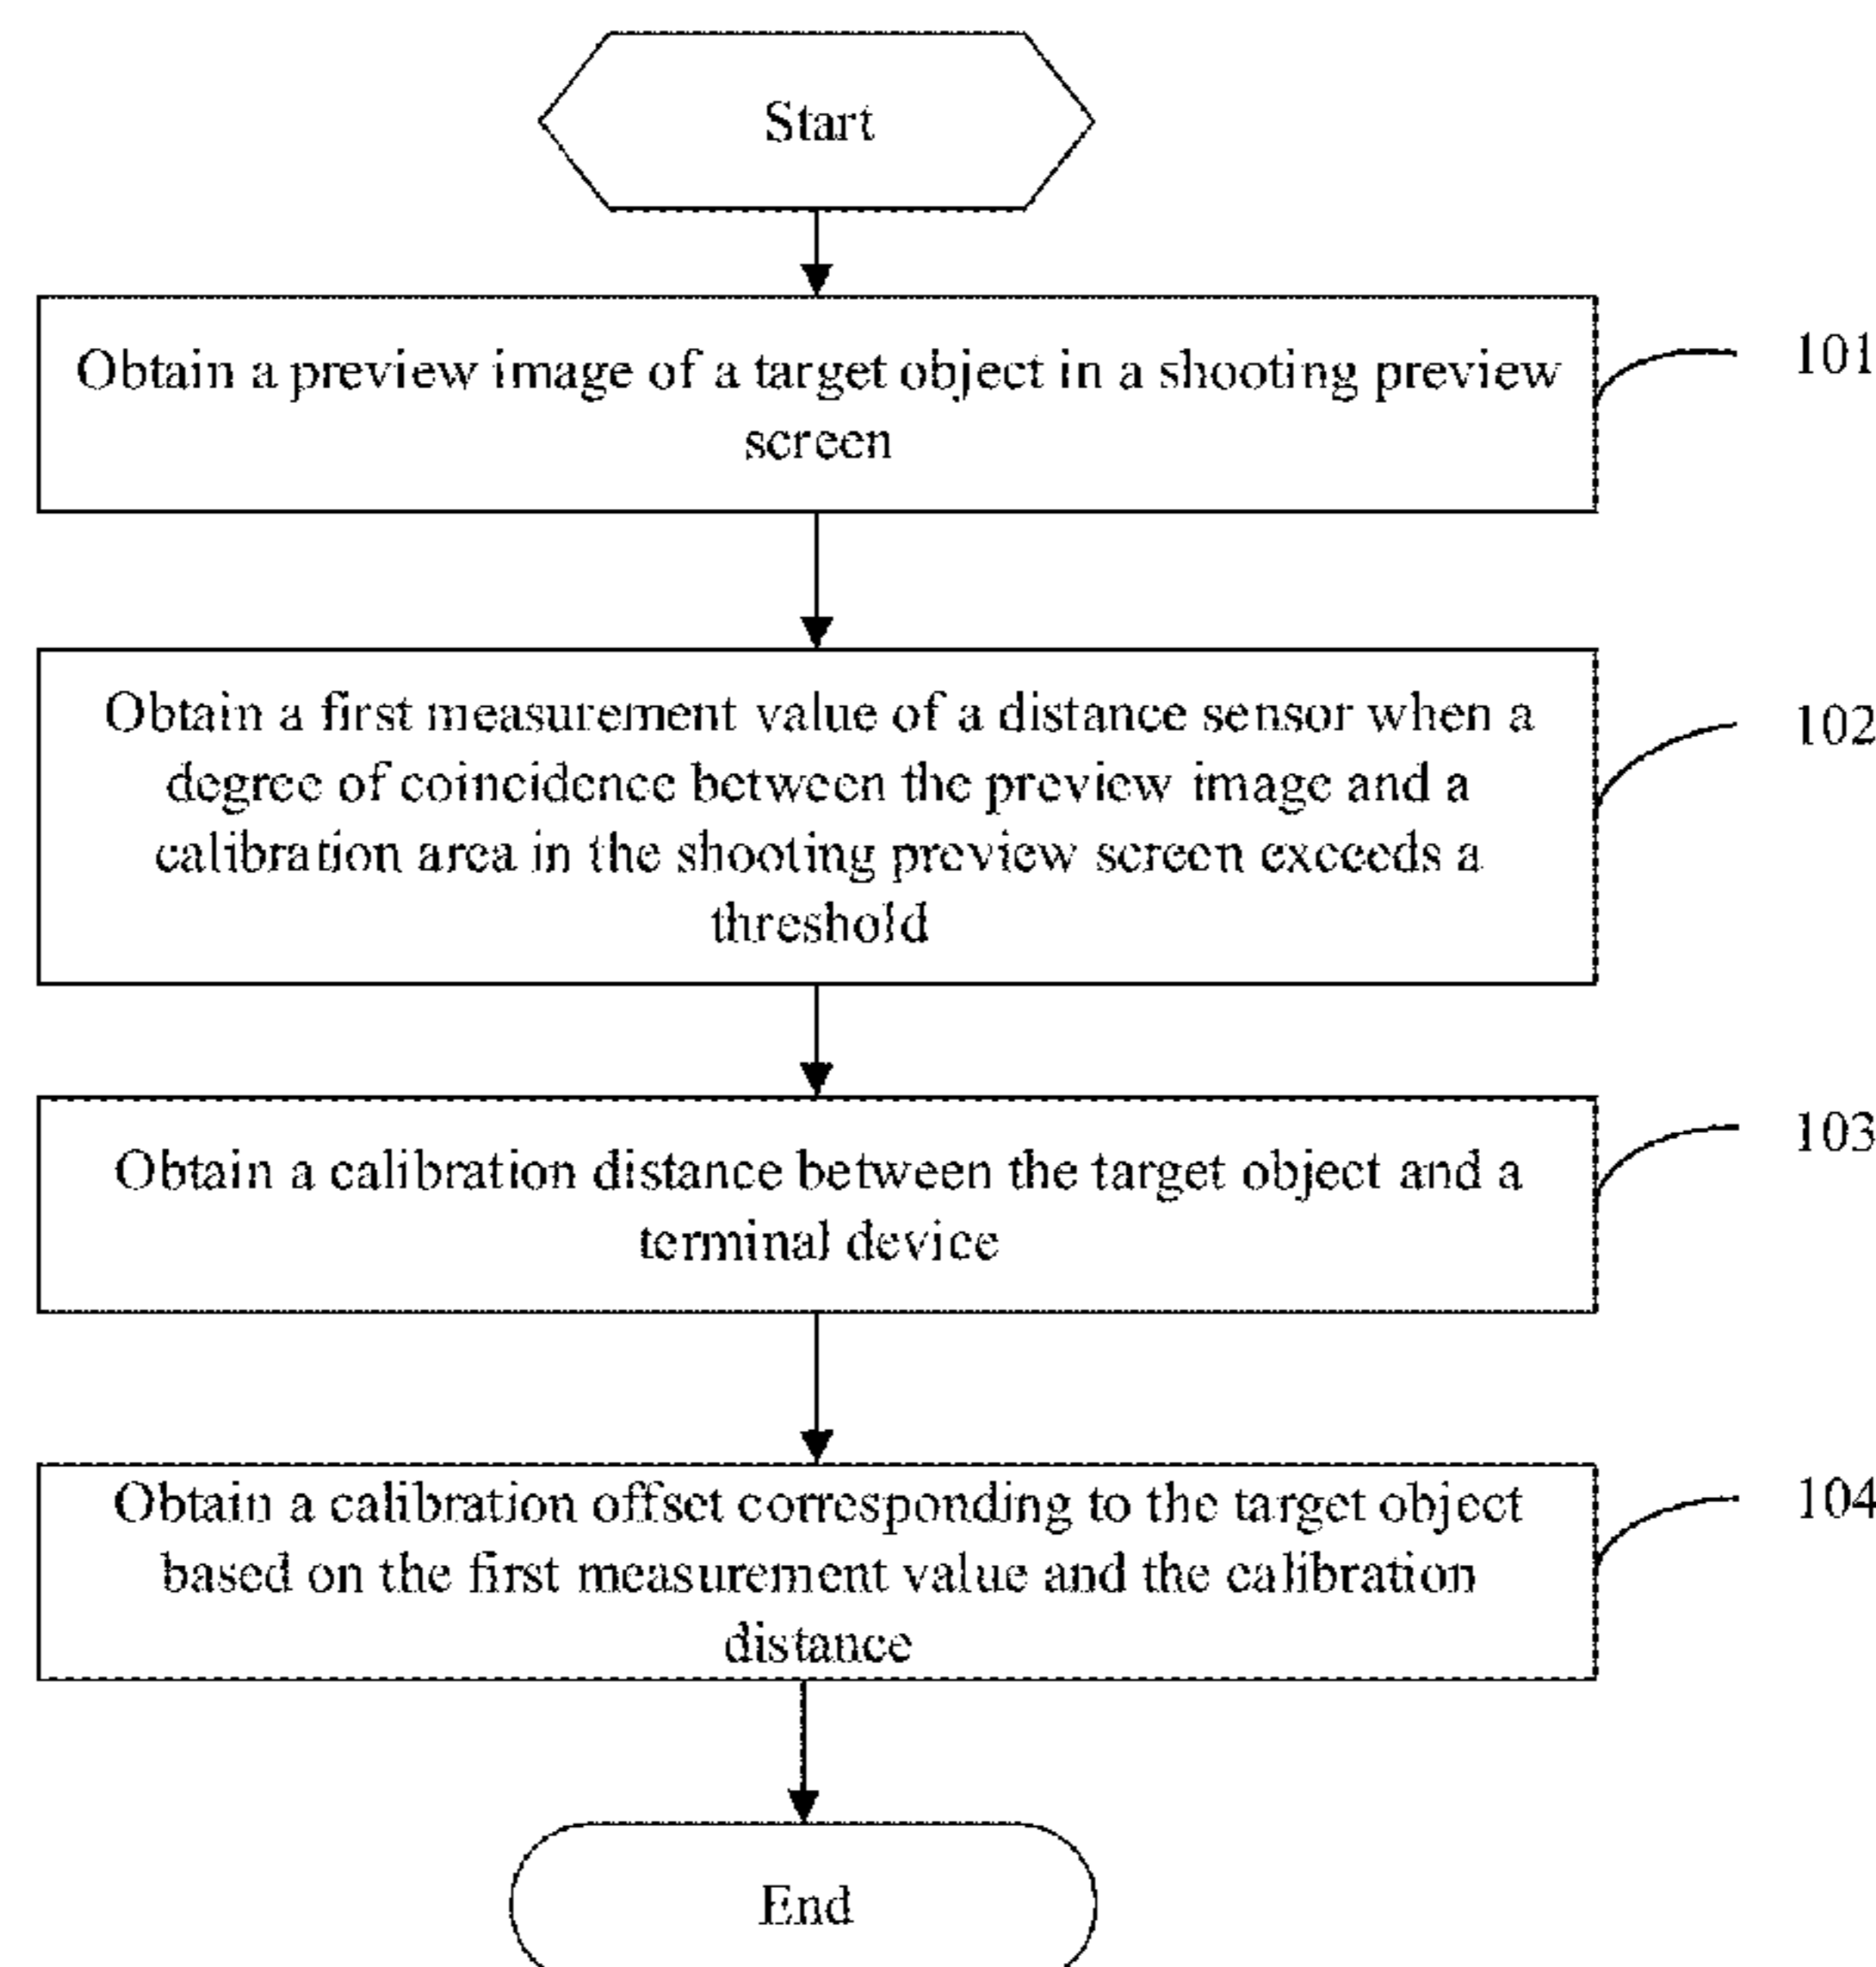 Start
Obtain a preview image of a target object in a shooting preview
screen
101
Obtain a first measurement value of a distance sensor when a
degree of coincidence between the preview image and a
calibration area in the shooting preview screen exceeds a
threshold
102
Obtain a calibration distance between the target object and a
terminal device
103
Obtain a calibration offset corresponding to the target object
based on the first measurement value and the calibration
distance
104
End